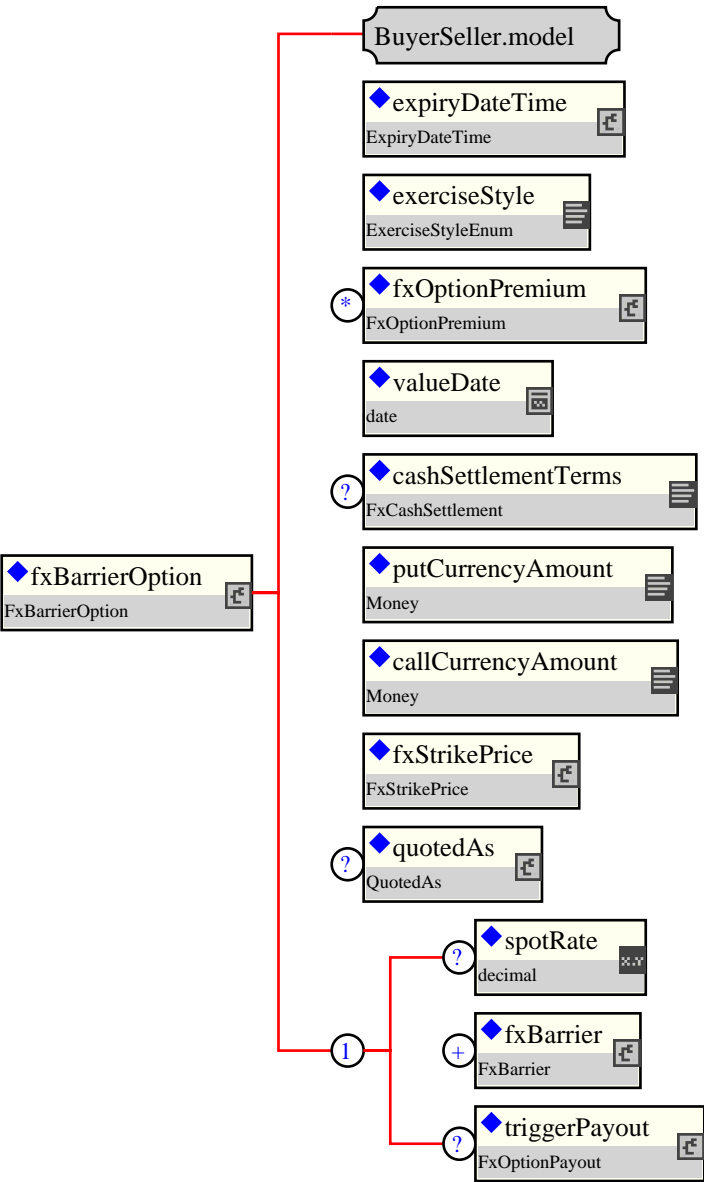 BuyerSeller.model
expiryDateTime
ExpiryDateTime
exerciseStyle
ExerciseStyleEnum
*
fxOptionPremium
FxOptionPremium
valueDate
date
?
cashSettlementTerms
FxCashSettlement
fxBarrierOption
FxBarrierOption
putCurrencyAmount
Money
callCurrencyAmount
Money
fxStrikePrice
FxStrikePrice
?
quotedAs
QuotedAs
1
?
spotRate
decimal
X.Y
+
fxBarrier
FxBarrier
?
triggerPayout
FxOptionPayout